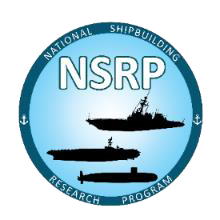 NATIONAL SHIPBUILDING
NSRP
RESEARCH PROGRAM